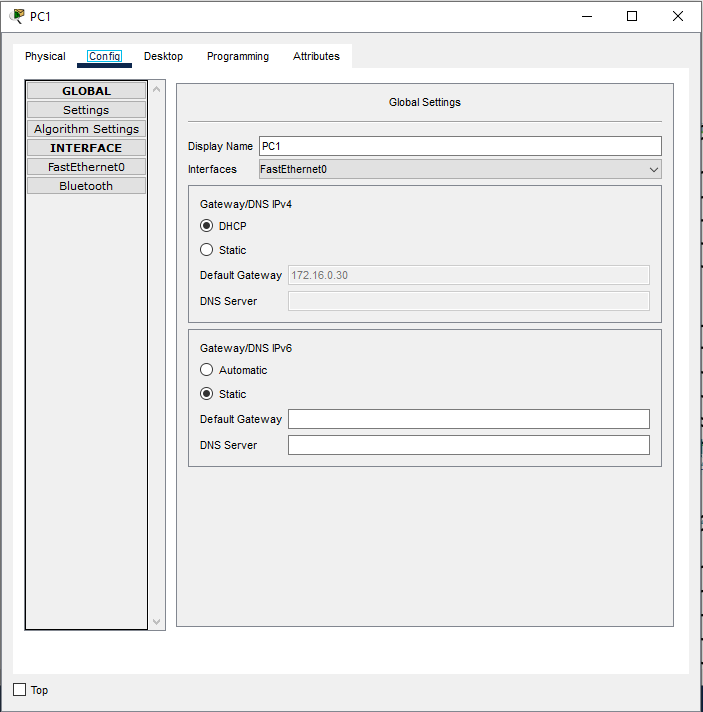 PC1
Physical Config Desktop Programming Attributes
GLOBAL
Settings
Algorithm Settings
INTERFACE
FastEthernet0
Bluetooth
Global Settings
Display Name PC1
Interfaces FastEthernet0
Gateway/DNS IPv4
DHCP
Static
Default Gateway 172.16.0.30
DNS Server
Gateway/DNS IPv6
Automatic
Static
Default Gateway
DNS Server
Top